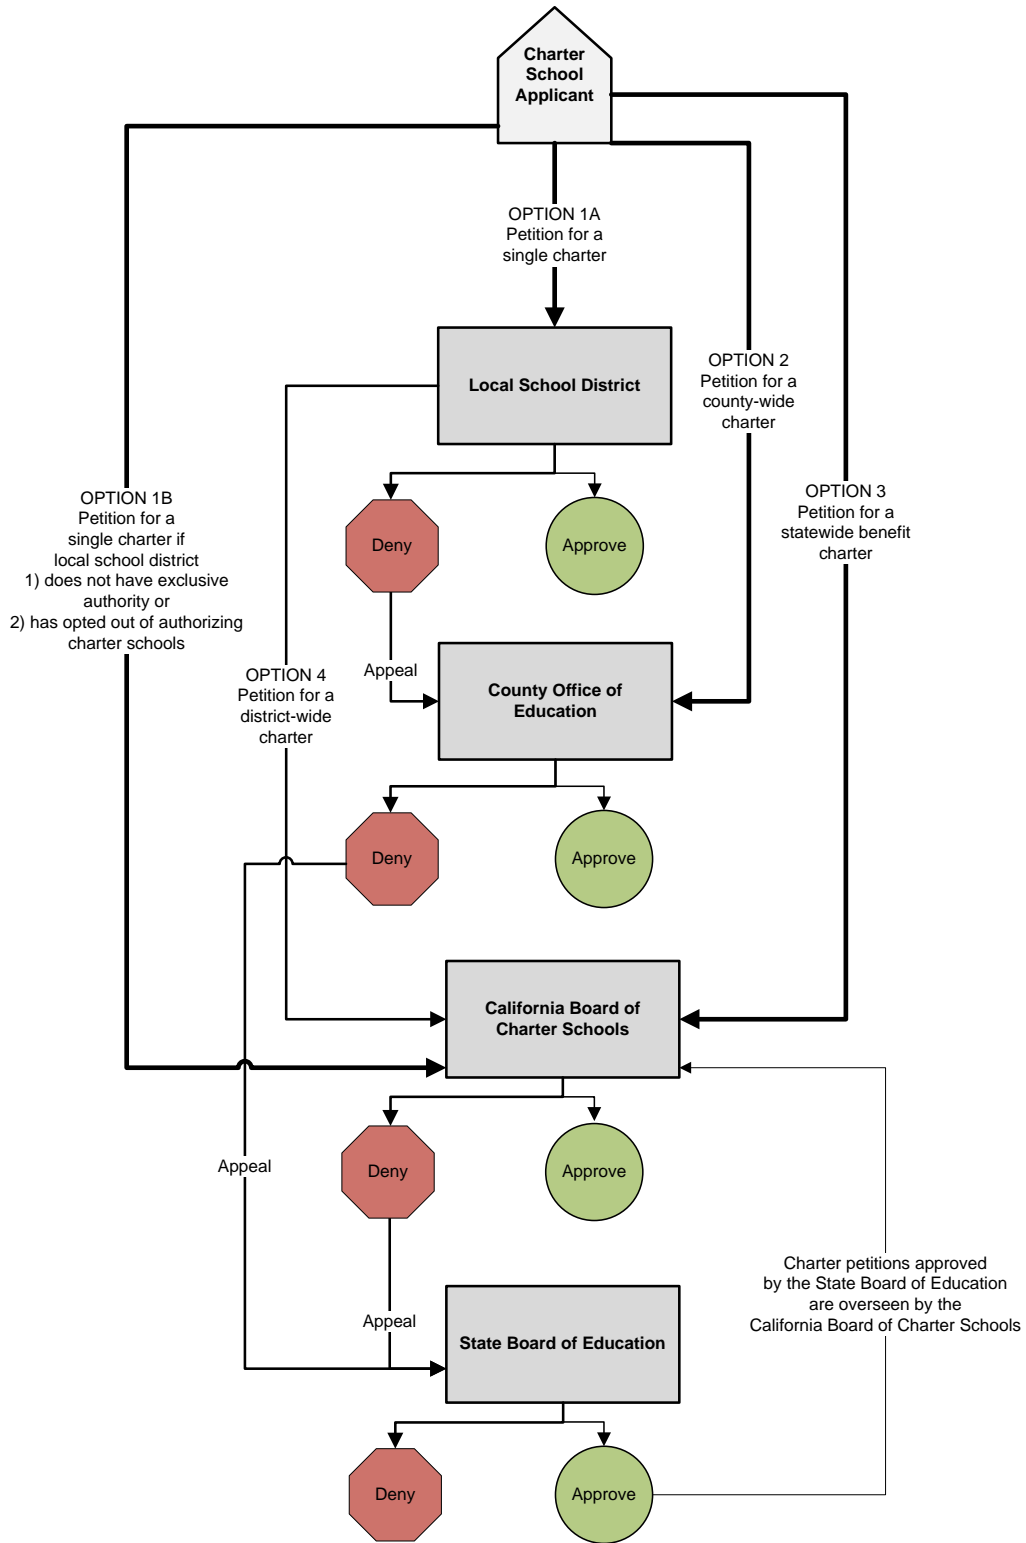 Charter
School
Applicant
OPTION 1A
Petition for a
single charter
Local School District
OPTION 2
Petition for a
county-wide
charter
OPTION 1B
Petition for a
single charter if
local school district
1) does not have exclusive
authority or
2) has opted out of authorizing
charter schools
OPTION 3
Petition for a
statewide benefit
charter
Deny
Approve
Appeal
OPTION 4
Petition for a
district-wide
charter
County Office of
Education
Deny
Approve
California Board of
Charter Schools
Appeal
Deny
Approve
Appeal
State Board of Education
Charter petitions approved
by the State Board of Education
are overseen by the
California Board of Charter Schools
Deny
Approve